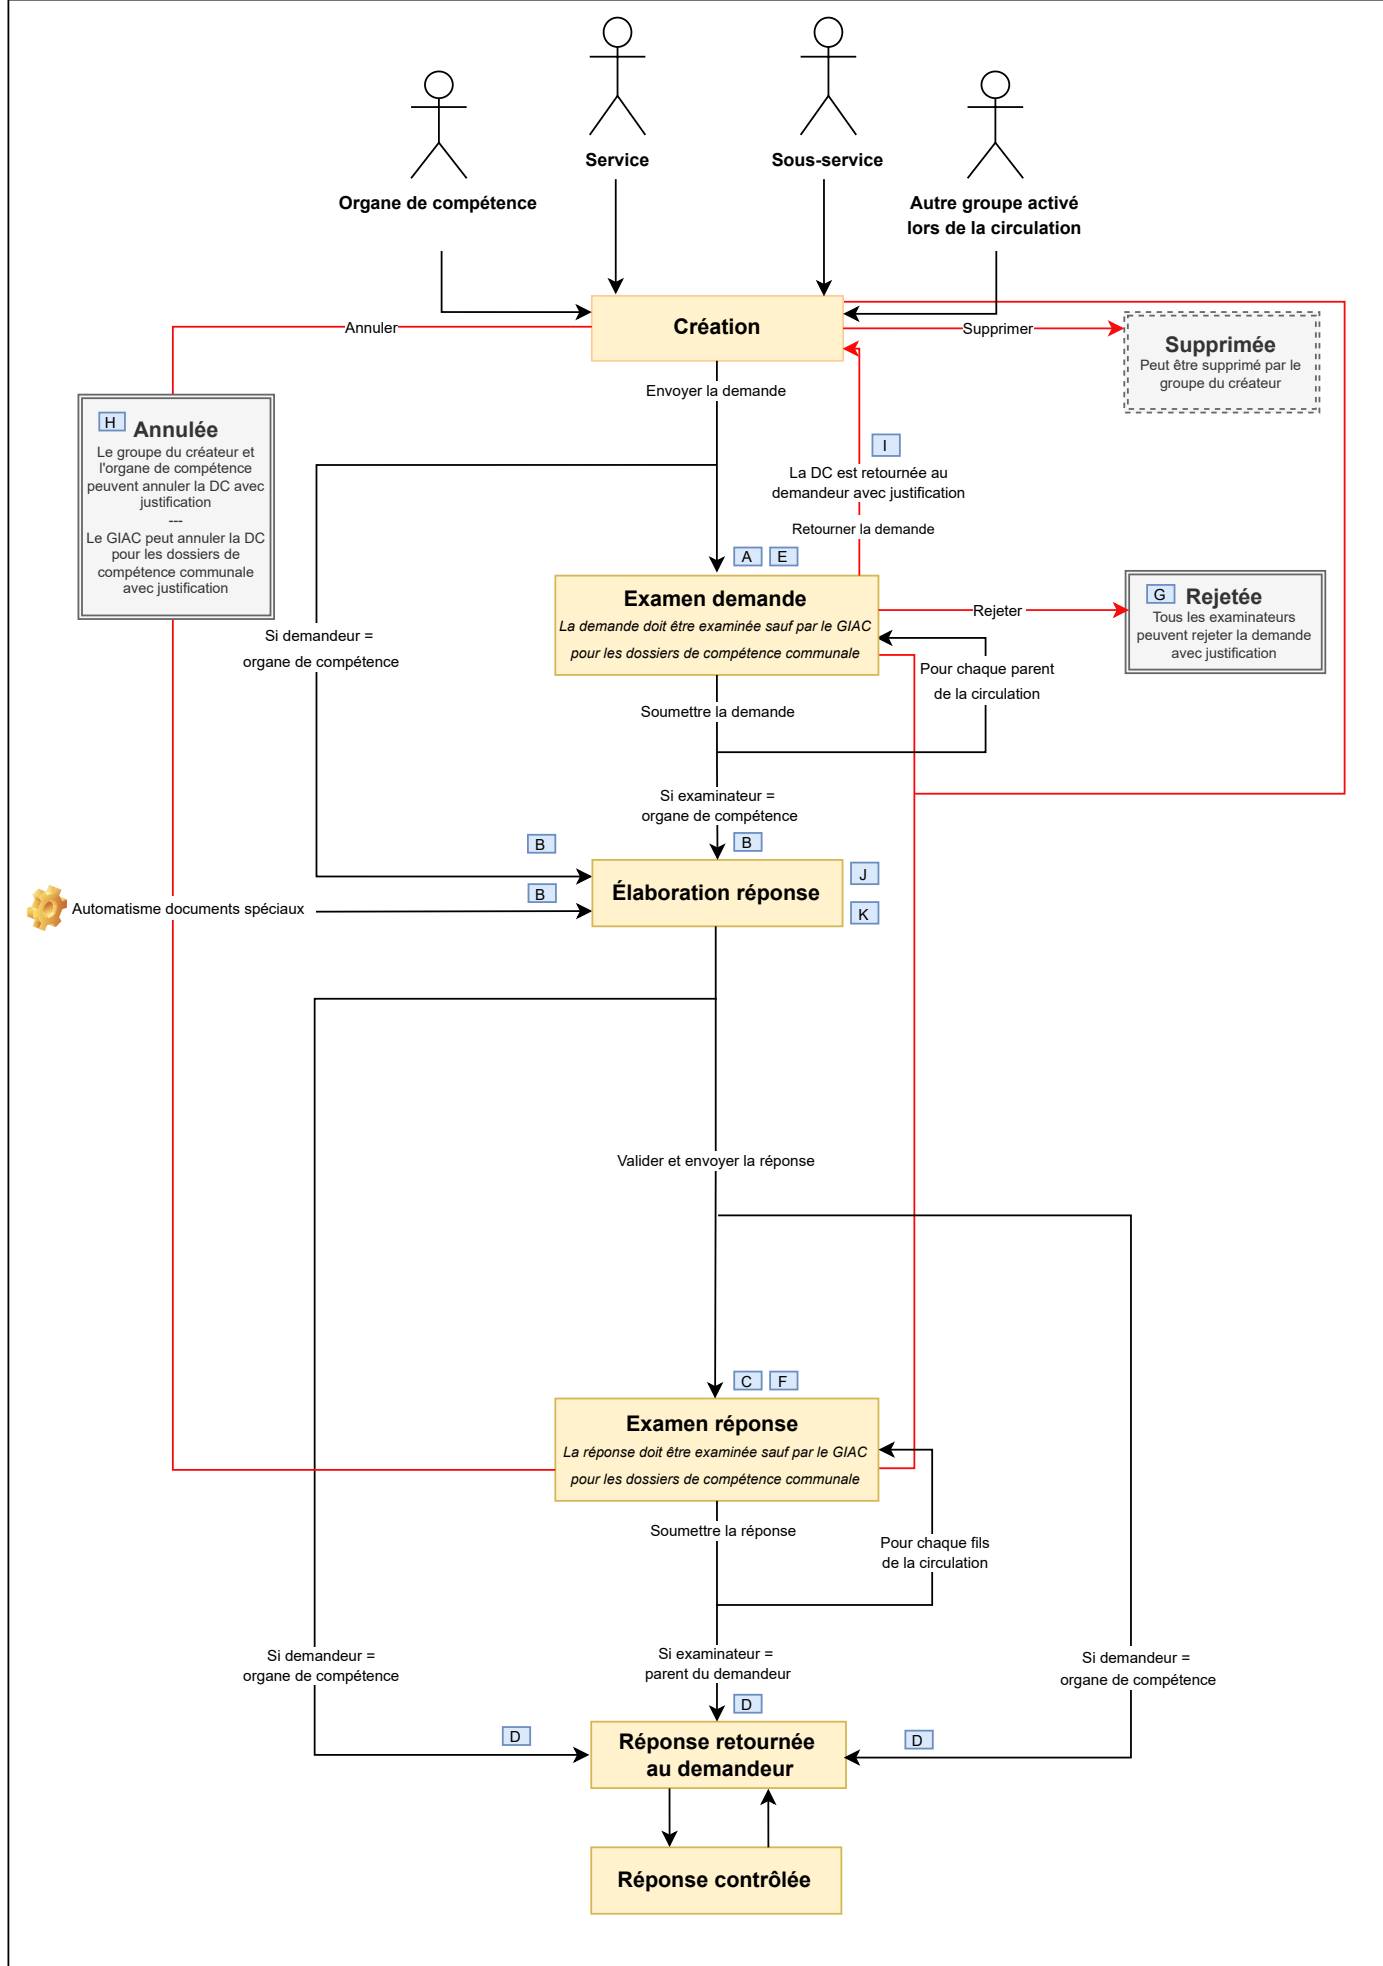 Service
Sous-service
Organe de compétence
Autre groupe activé
lors de la circulation
Création
Annuler
Supprimer
Supprimée
Peut être supprimé par le
groupe du créateur
Envoyer la demande
H
Annulée
Le groupe du créateur et
l'organe de compétence
peuvent annuler la DC avec
justification
---
Le GIAC peut annuler la DC
pour les dossiers de
compétence communale
avec justification
I
La DC est retournée au
demandeur avec justification
Retourner la demande
A
E
Examen demande
La demande doit être examinée sauf par le GIAC
pour les dossiers de compétence communale
Rejeter
G
Rejetée
Tous les examinateurs
peuvent rejeter la demande
avec justification
Si demandeur =
organe de compétence
Pour chaque parent
de la circulation
Soumettre la demande
Si examinateur =
organe de compétence
B
B
B
Élaboration réponse
J
K
Automatisme documents spéciaux
Valider et envoyer la réponse
C
F
Examen réponse
La réponse doit être examinée sauf par le GIAC
pour les dossiers de compétence communale
Soumettre la réponse
Pour chaque fils
de la circulation
Si demandeur =
organe de compétence
Si examinateur =
parent du demandeur
Si demandeur =
organe de compétence
D
D
D
Réponse retournée
au demandeur
Réponse contrôlée